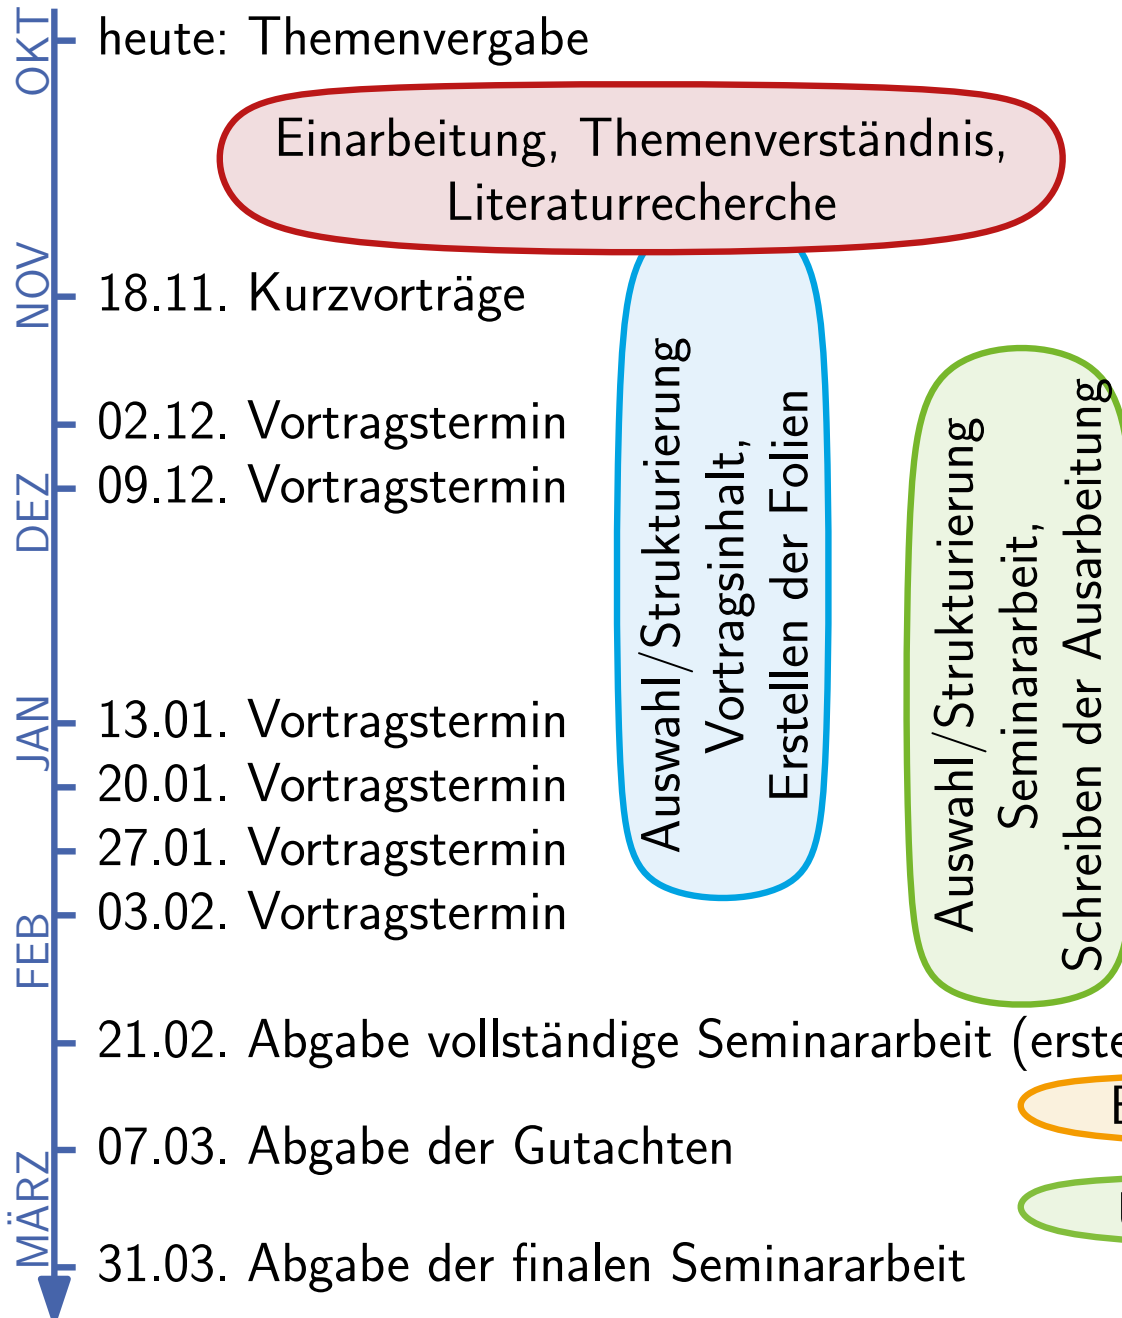 OKT
heute: Themenvergabe
Einarbeitung, Themenverständnis,
Literaturrecherche
NOV
18.11. Kurzvorträge
02.12. Vortragstermin
DEZ
09.12. Vortragstermin
Auswahl/Strukturierung
Vortragsinhalt,
Erstellen der Folien
Auswahl/Strukturierung
Seminararbeit,
Schreiben der Ausarbeitung
JAN
13.01. Vortragstermin
20.01. Vortragstermin
27.01. Vortragstermin
FEB
03.02. Vortragstermin
21.02. Abgabe vollständige Seminararbeit (erste
07.03. Abgabe der Gutachten
MÄRZ
31.03. Abgabe der finalen Seminararbeit